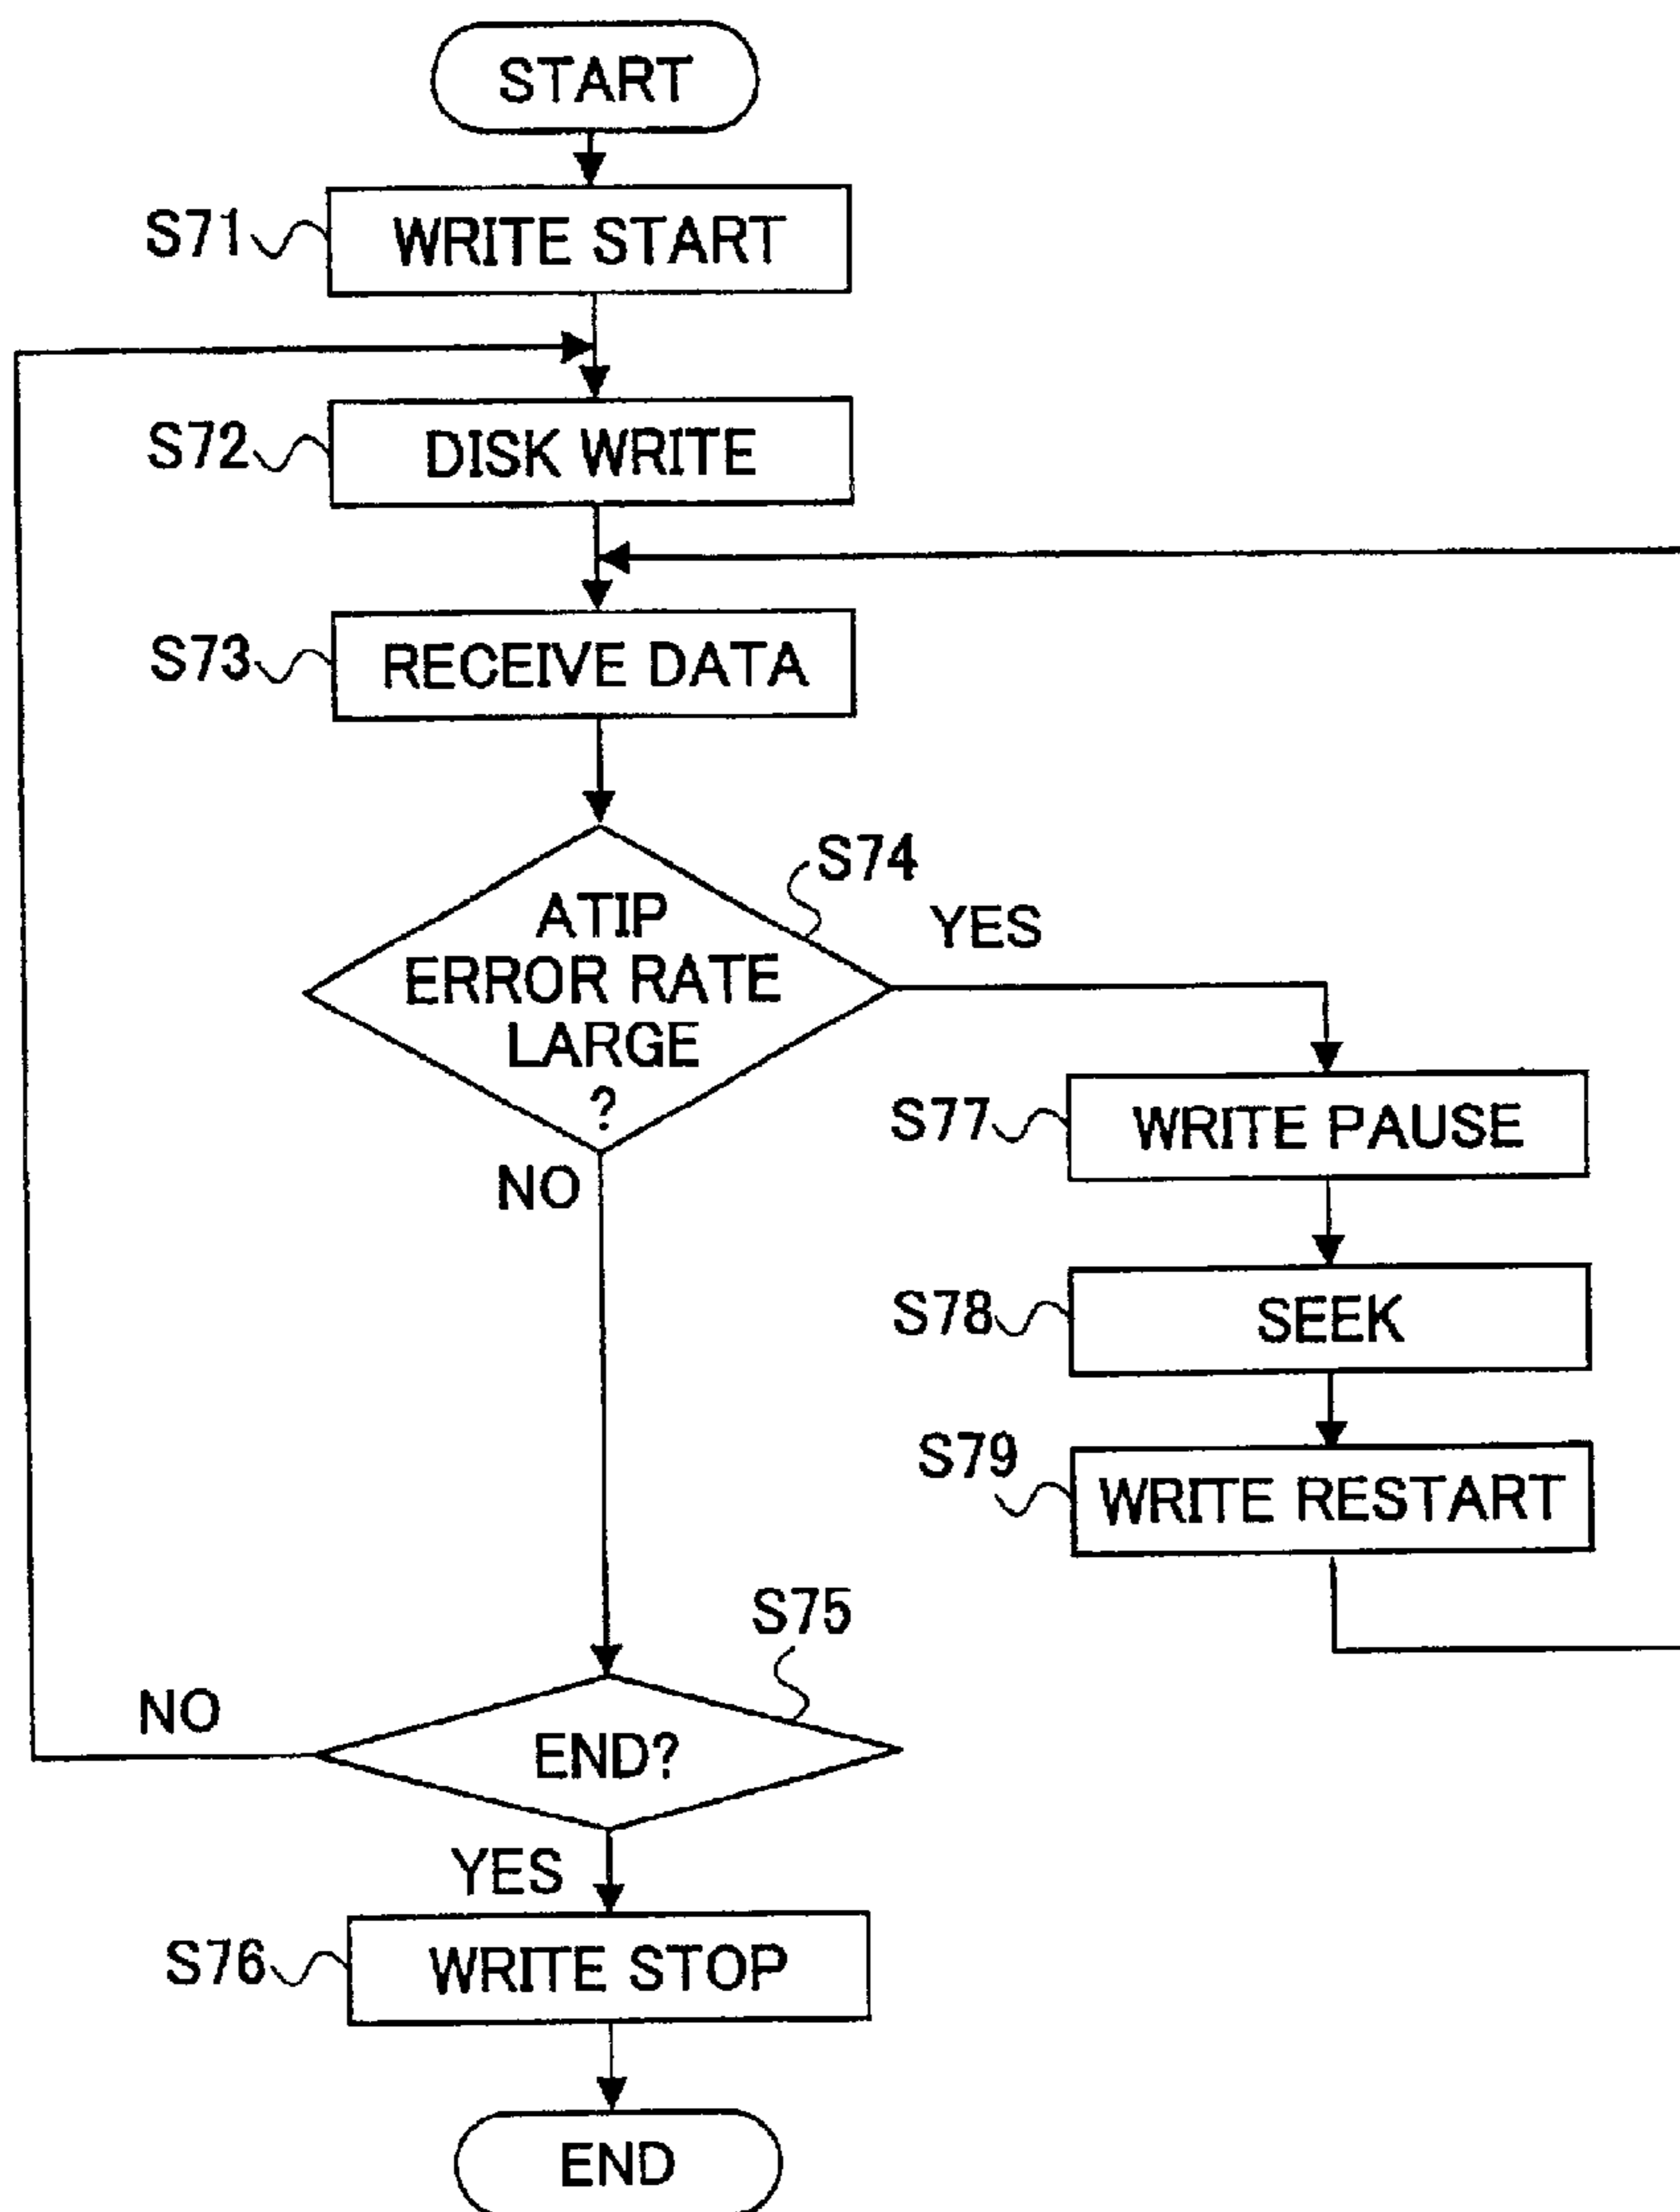 START
S71
WRITE START
S72
DISK WRITE
S73
RECEIVE DATA
S74
ATIP
ERROR RATE
LARGE
?
YES
NO
S77
WRITE PAUSE
S78
SEEK
S79
WRITE RESTART
S75
END?
NO
YES
S76
WRITE STOP
END